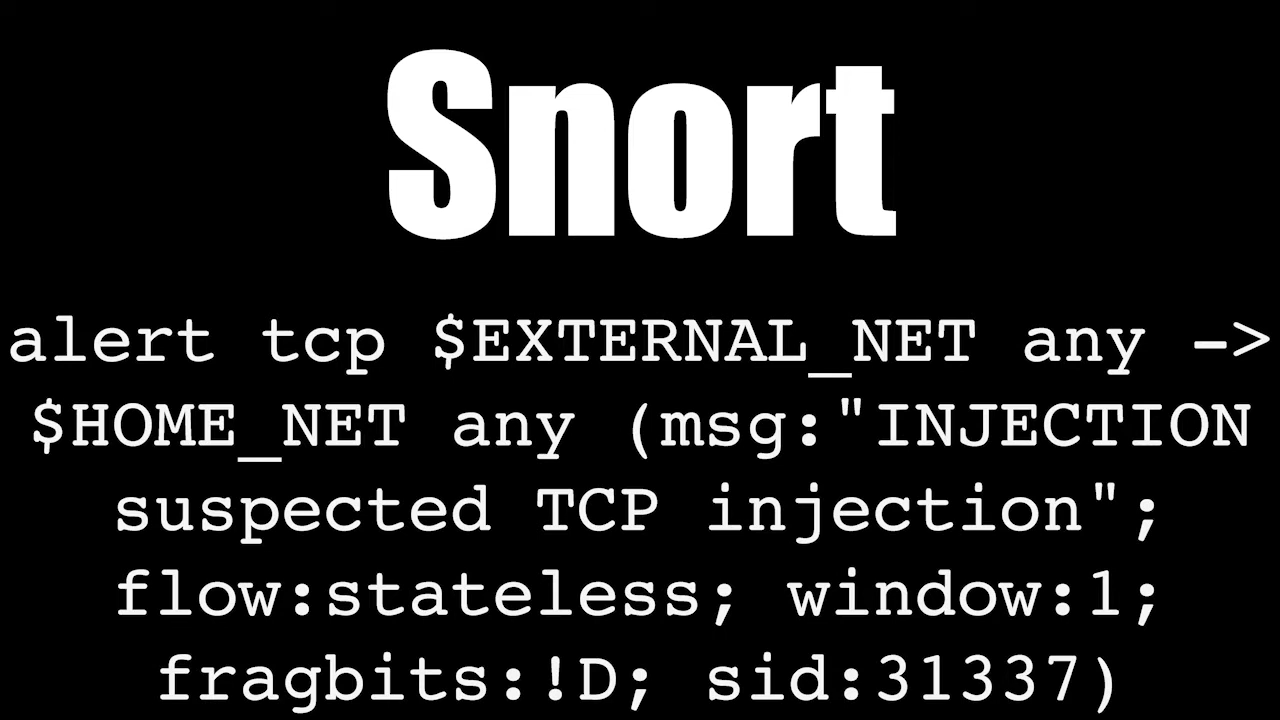 Snort
alert tcp $EXTERNAL_NET any ->
$HOME_NET any (msg:"INJECTION
suspected TCP injection";
flow:stateless; window:1;
fragbits:!D; sid:31337)